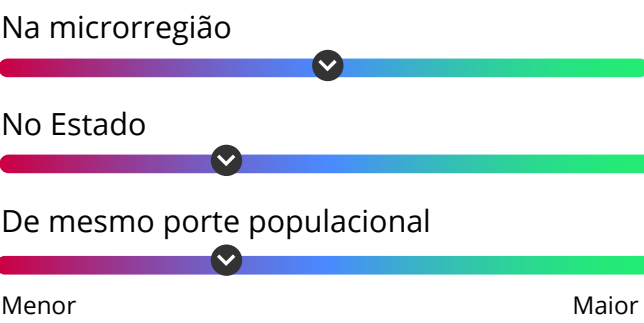 Na microrregião
No Estado
De mesmo porte populacional
Menor Maior